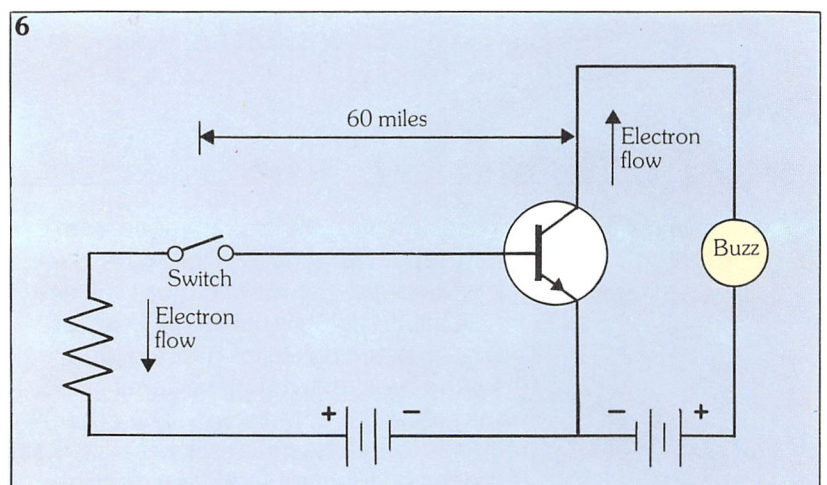 6
60 miles
Electron
flow
Switch
Buzz
Electron
flow
+ − − +